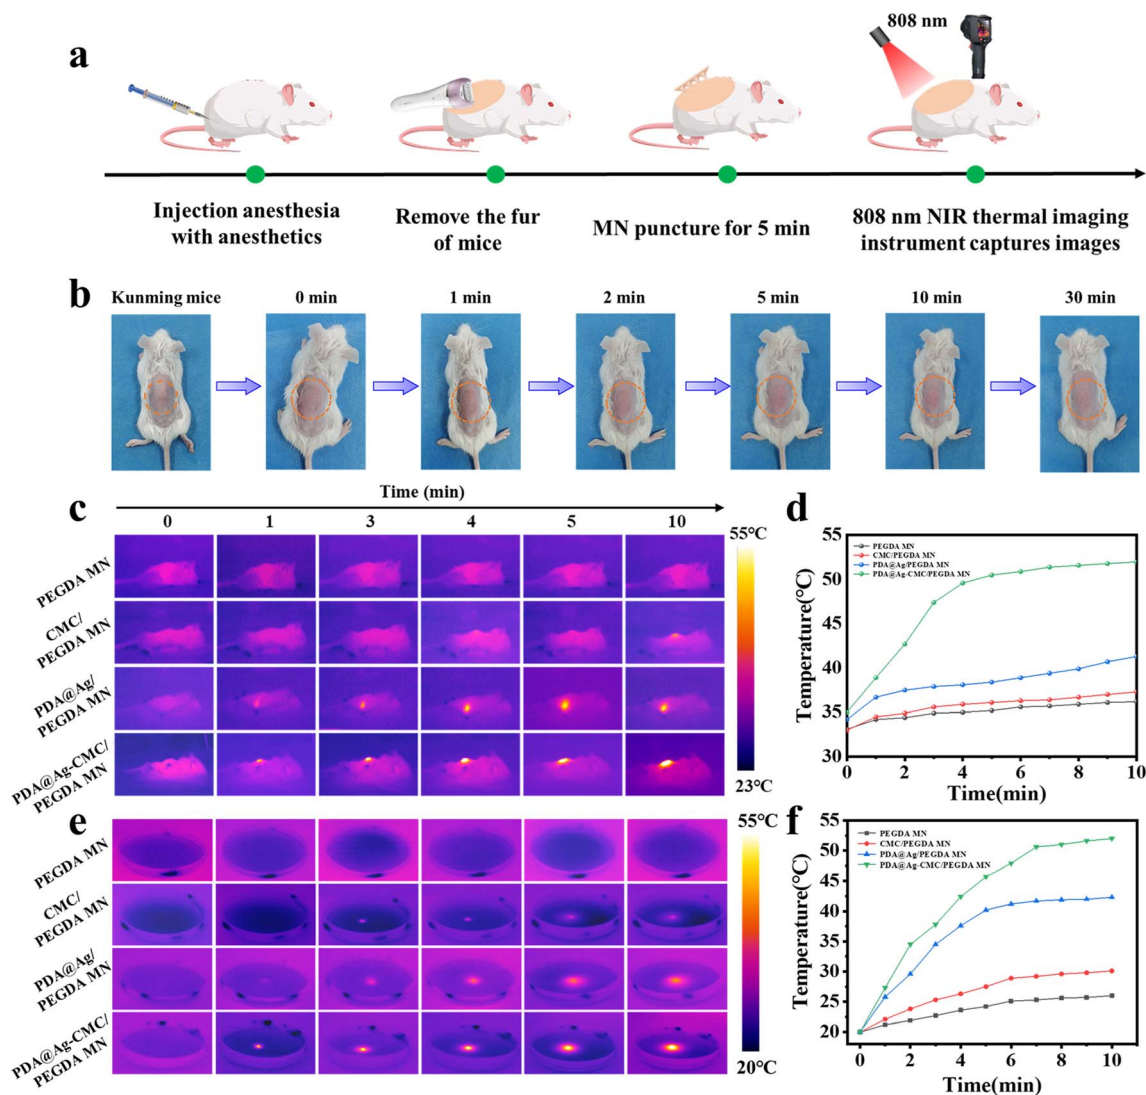 a
808 nm
Injection anesthesia
with anesthetics
Remove the fur
of mice
MN puncture for 5 min
808 nm NIR thermal imaging
instrument captures images
b
Kunming mice
0 min
1 min
2 min
5 min
10 min
30 min
c
Time (min)
0
1
3
4
5
10
PEGDA MN
CMC/
PEGDA MN
PDA@Ag/
PEGDA MN
PDA@Ag-CMC/
PEGDA MN
55°C
23°C
d
Temperature(°C)
55
50
45
40
35
30
PEGDA MN
CMC/PEGDA MN
PDA@Ag/PEGDA MN
PDA@Ag-CMC/PEGDA MN
0
2
4
6
8
10
Time(min)
e
PEGDA MN
CMC/
PEGDA MN
PDA@Ag/
PEGDA MN
PDA@Ag-CMC/
PEGDA MN
55°C
20°C
f
Temperature(°C)
55
50
45
40
35
30
25
20
PEGDA MN
CMC/PEGDA MN
PDA@Ag/PEGDA MN
PDA@Ag-CMC/PEGDA MN
0
2
4
6
8
10
Time(min)